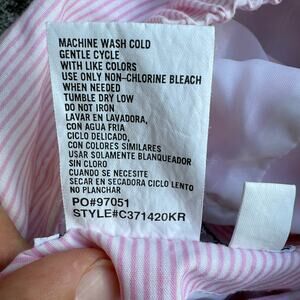 MACHINE WASH COLD
GENTLE CYCLE
WITH LIKE COLORS
USE ONLY NON-CHLORINE BLEACH
WHEN NEEDED
TUMBLE DRY LOW
DO NOT IRON
LAVAR EN LAVADORA,
CON AGUA FRIA
CICLO DELICADO,
CON COLORES SIMILARES
USAR SOLAMENTE BLANQUEADOR
SIN CLORO
CUANDO SE NECESITE
SECAR EN SECADORA CICLO LENTO
NO PLANCHAR
PO#97051
STYLE#C371420KR